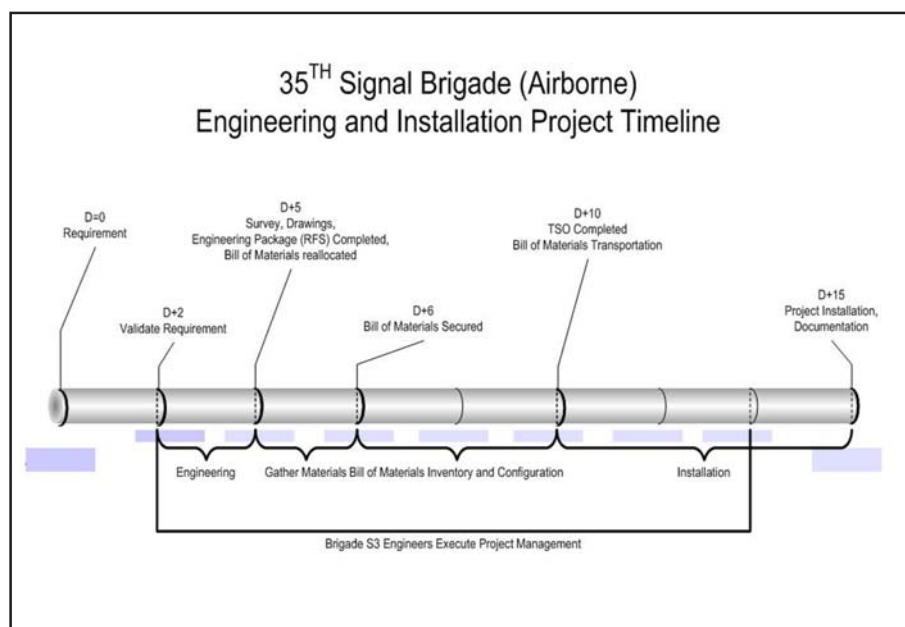 35TH Signal Brigade (Airborne)
Engineering and Installation Project Timeline
D=0
Requirement
D+2
Validate Requirement
D+5
Survey, Drawings,
Engineering Package (RFS) Completed,
Bill of Materials reallocated
D+6
Bill of Materials Secured
D+10
TSO Completed
Bill of Materials Transportation
D+15
Project Installation,
Documentation
Engineering
Gather Materials
Bill of Materials Inventory and Configuration
Installation
Brigade S3 Engineers Execute Project Management